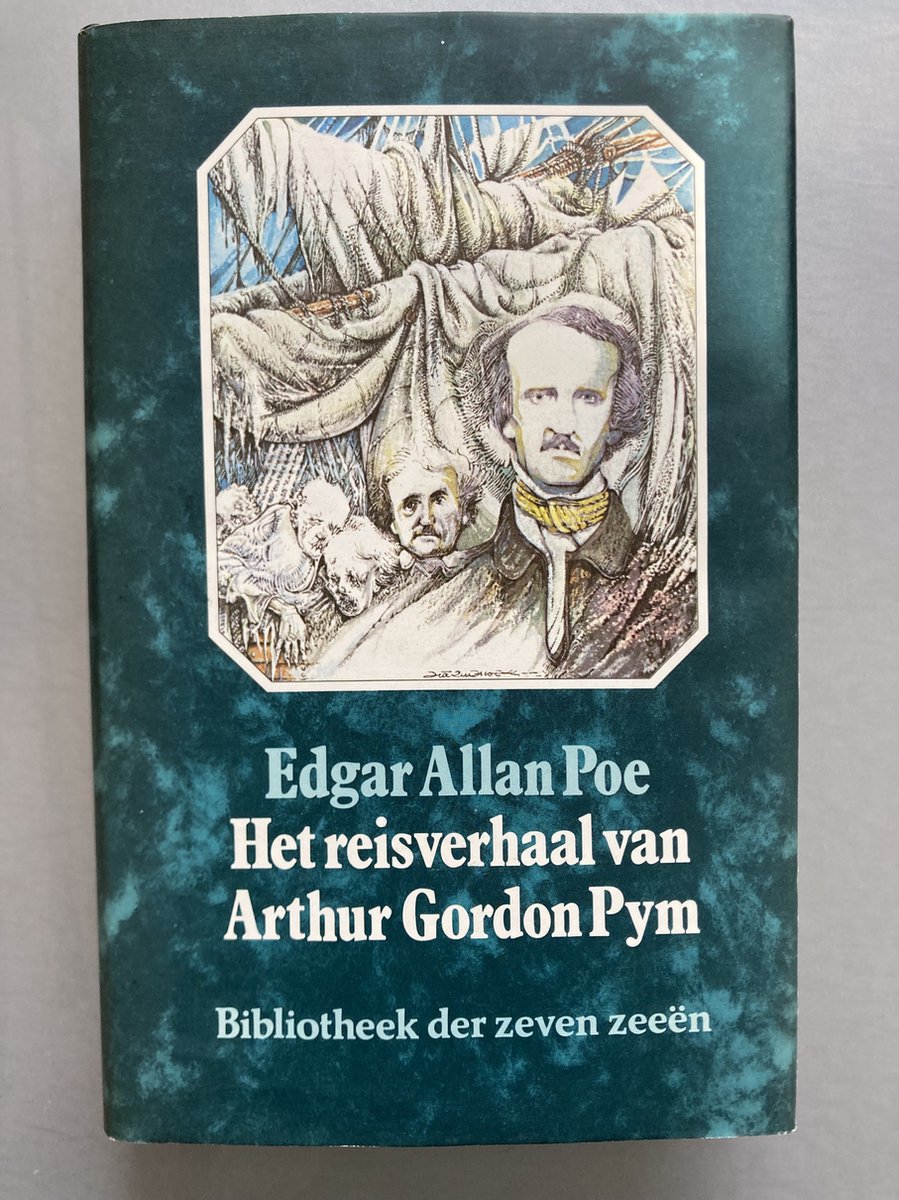 Edgar Allan Poe
Het reisverhaal van
Arthur Gordon Pym
Bibliotheek der zeven zeeën